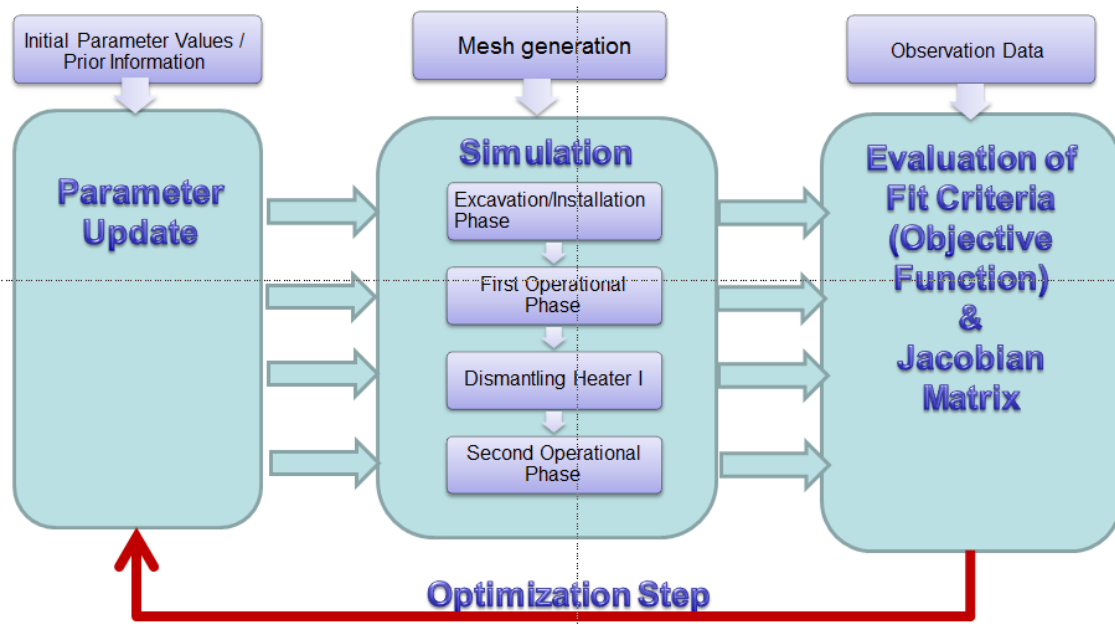 Initial Parameter Values /
Prior Information
Mesh generation
Observation Data
Parameter
Update
Simulation
Excavation/Installation
Phase
First Operational
Phase
Dismantling Heater I
Second Operational
Phase
Evaluation of
Fit Criteria
(Objective
Function)
&
Jacobian
Matrix
Optimization Step